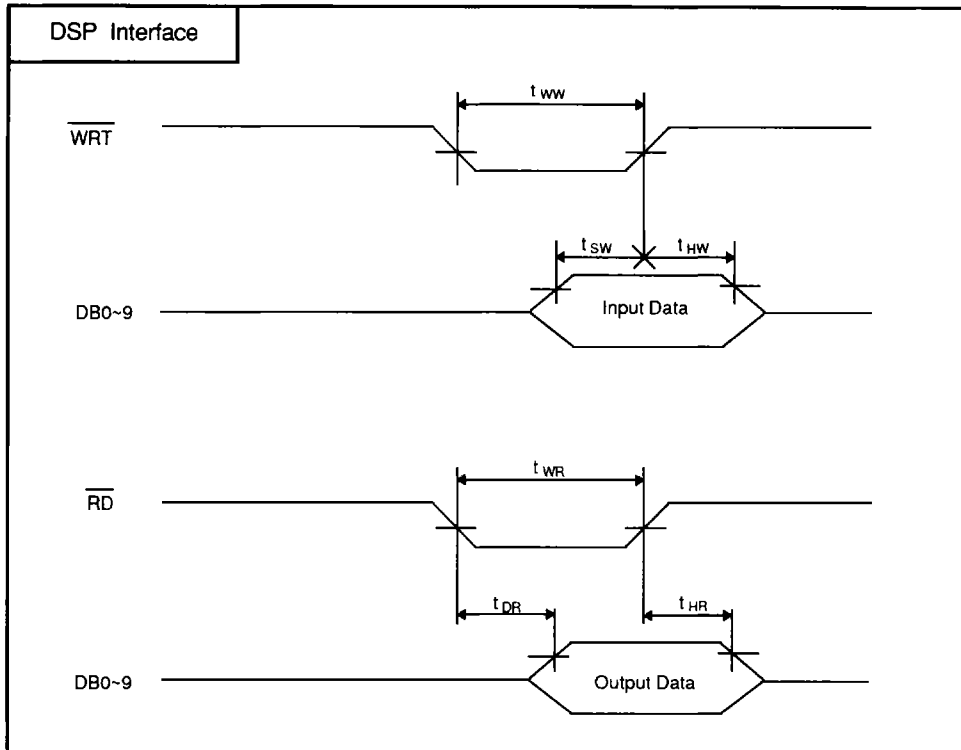 DSP Interface
t WW
WRT
t SW t HW
DB0~9 Input Data
t WR
RD
t DR t HR
DB0~9 Output Data